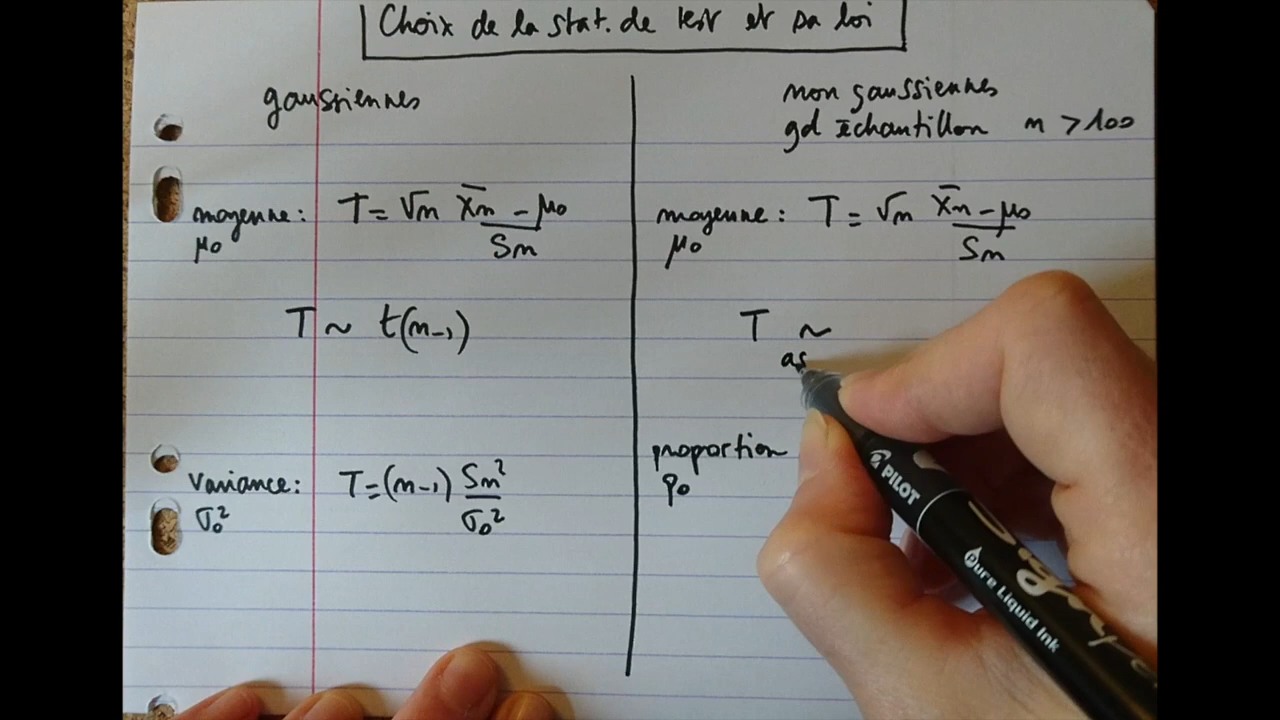 Choix de la stat. de test et sa loi
gaussiennes
moyenne: T = √n X̄n - μ0 / Sn
μ0
T ~ t(n-1)
variance: T = (n-1) Sn² / σ0²
σ0²
non gaussiennes
gd échantillon n > 100
moyenne: T = √n X̄n - μ0 / Sn
μ0
T ~
as
proportion
p0
PILOT
Pure Liquid Ink